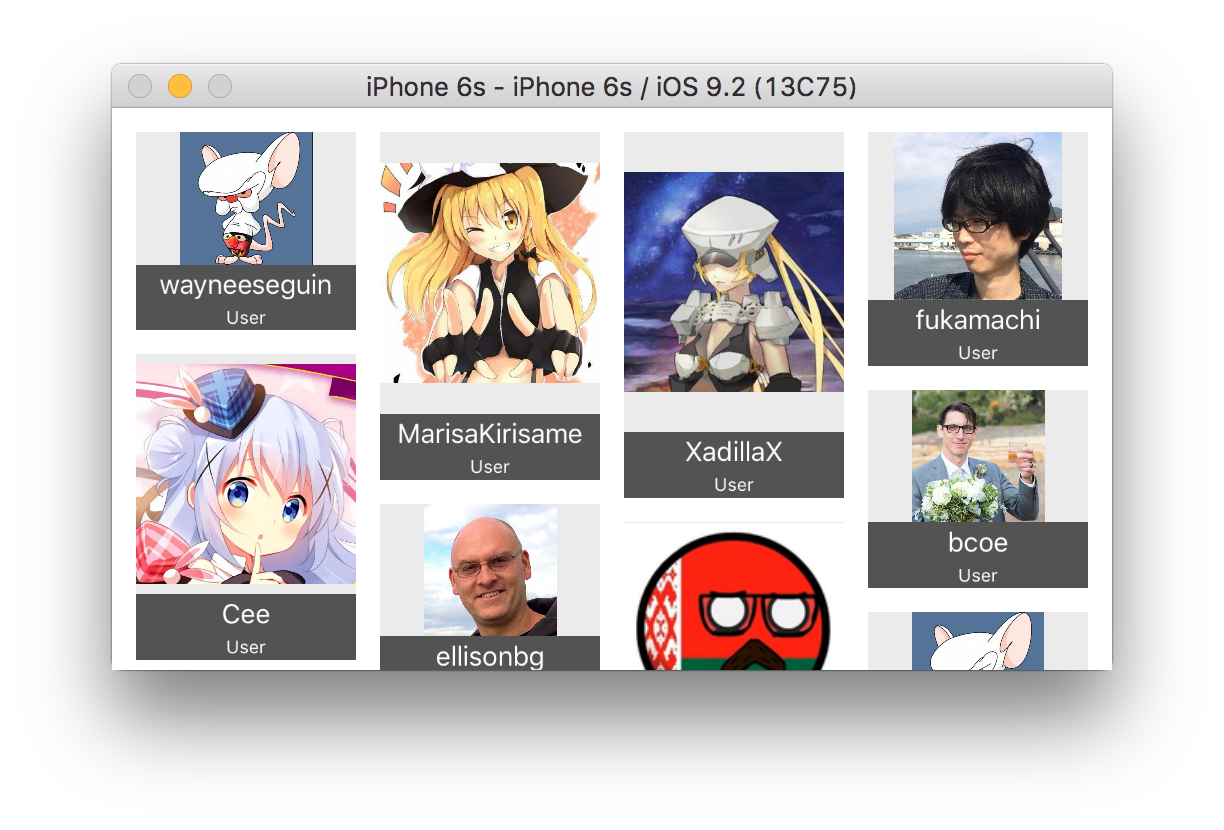 iPhone 6s - iPhone 6s / iOS 9.2 (13C75)
wayneeseguin
User
Cee
User
MarisaKirisame
User
ellisonbg
XadillaX
User
fukamachi
User
bcoe
User